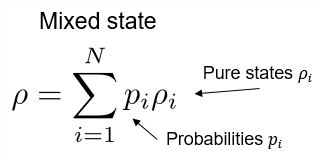 Mixed state
ρ = ∑_{i=1}^{N} p_i ρ_i
Pure states ρ_i
Probabilities p_i